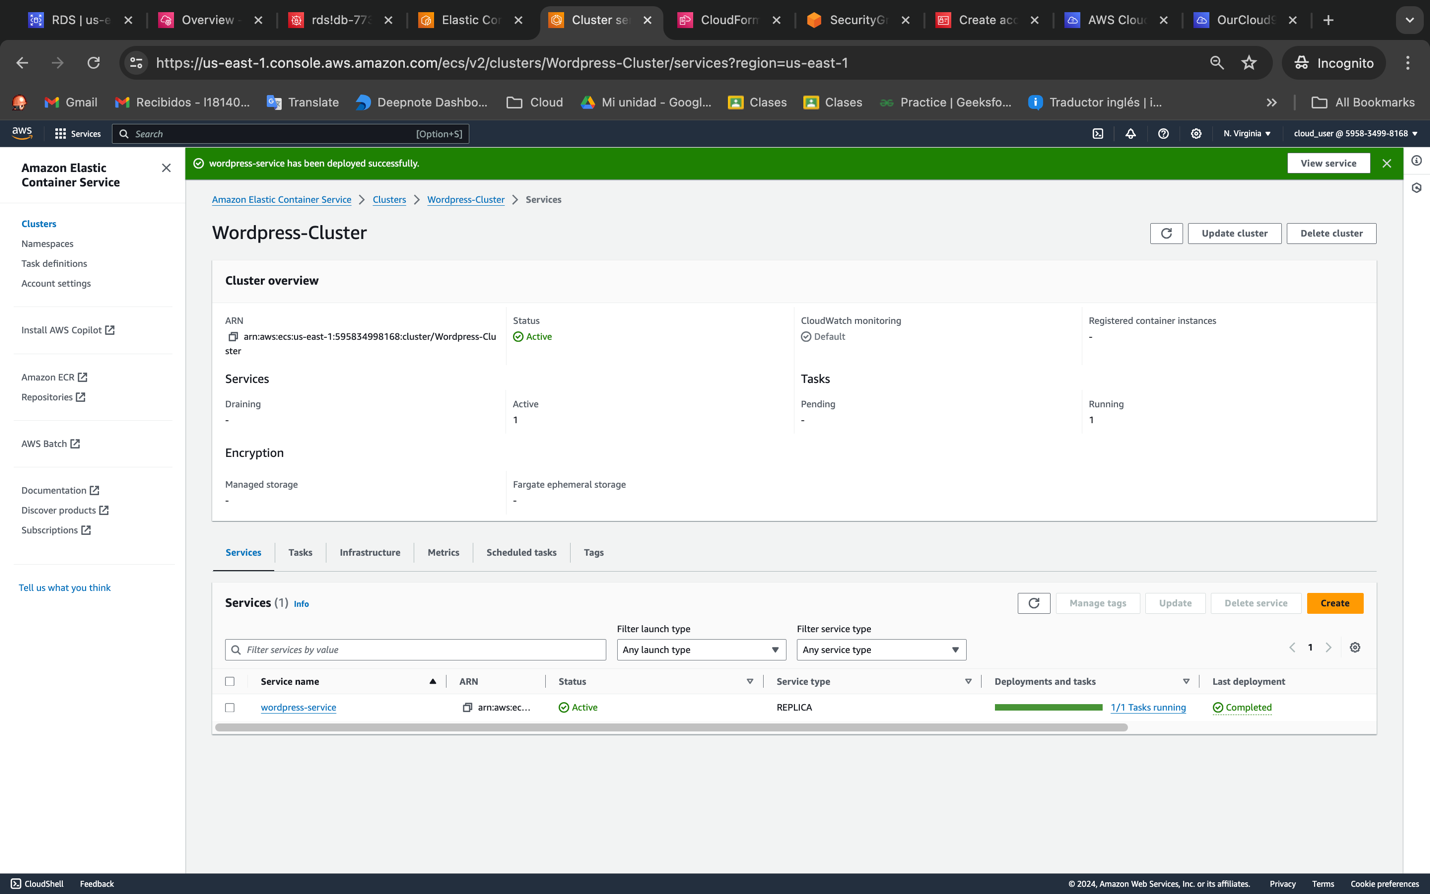 RDS | us-e
Overview
rds!db-773
Elastic Cor
Cluster se
CloudForm
SecurityGr
Create acc
AWS Clou
OurCloud
https://us-east-1.console.aws.amazon.com/ecs/v2/clusters/Wordpress-Cluster/services?region=us-east-1
Incognito
Gmail
Recibidos - l18140...
Translate
Deepnote Dashbo...
Cloud
Mi unidad - Googl...
Clases
Clases
Practice | Geeksfo...
Traductor inglés | i...
All Bookmarks
aws
Services
Search
[Option+S]
N. Virginia
cloud_user @ 5958-3499-8168
Amazon Elastic
Container Service
Clusters
Namespaces
Task definitions
Account settings
Install AWS Copilot
Amazon ECR
Repositories
AWS Batch
Documentation
Discover products
Subscriptions
Tell us what you think
wordpress-service has been deployed successfully.
View service
Amazon Elastic Container Service > Clusters > Wordpress-Cluster > Services
Wordpress-Cluster
Update cluster
Delete cluster
Cluster overview
ARN
arn:aws:ecs:us-east-1:595834998168:cluster/Wordpress-Clu
ster
Status
Active
CloudWatch monitoring
Default
Registered container instances
-
Services
Tasks
Draining
-
Active
1
Pending
-
Running
1
Encryption
Managed storage
-
Fargate ephemeral storage
-
Services
Tasks
Infrastructure
Metrics
Scheduled tasks
Tags
Services (1) Info
Manage tags
Update
Delete service
Create
Filter launch type
Filter service type
Filter services by value
Any launch type
Any service type
1
Service name
ARN
Status
Service type
Deployments and tasks
Last deployment
wordpress-service
arn:aws:ec...
Active
REPLICA
1/1 Tasks running
Completed
CloudShell
Feedback
© 2024, Amazon Web Services, Inc. or its affiliates.
Privacy
Terms
Cookie preferences